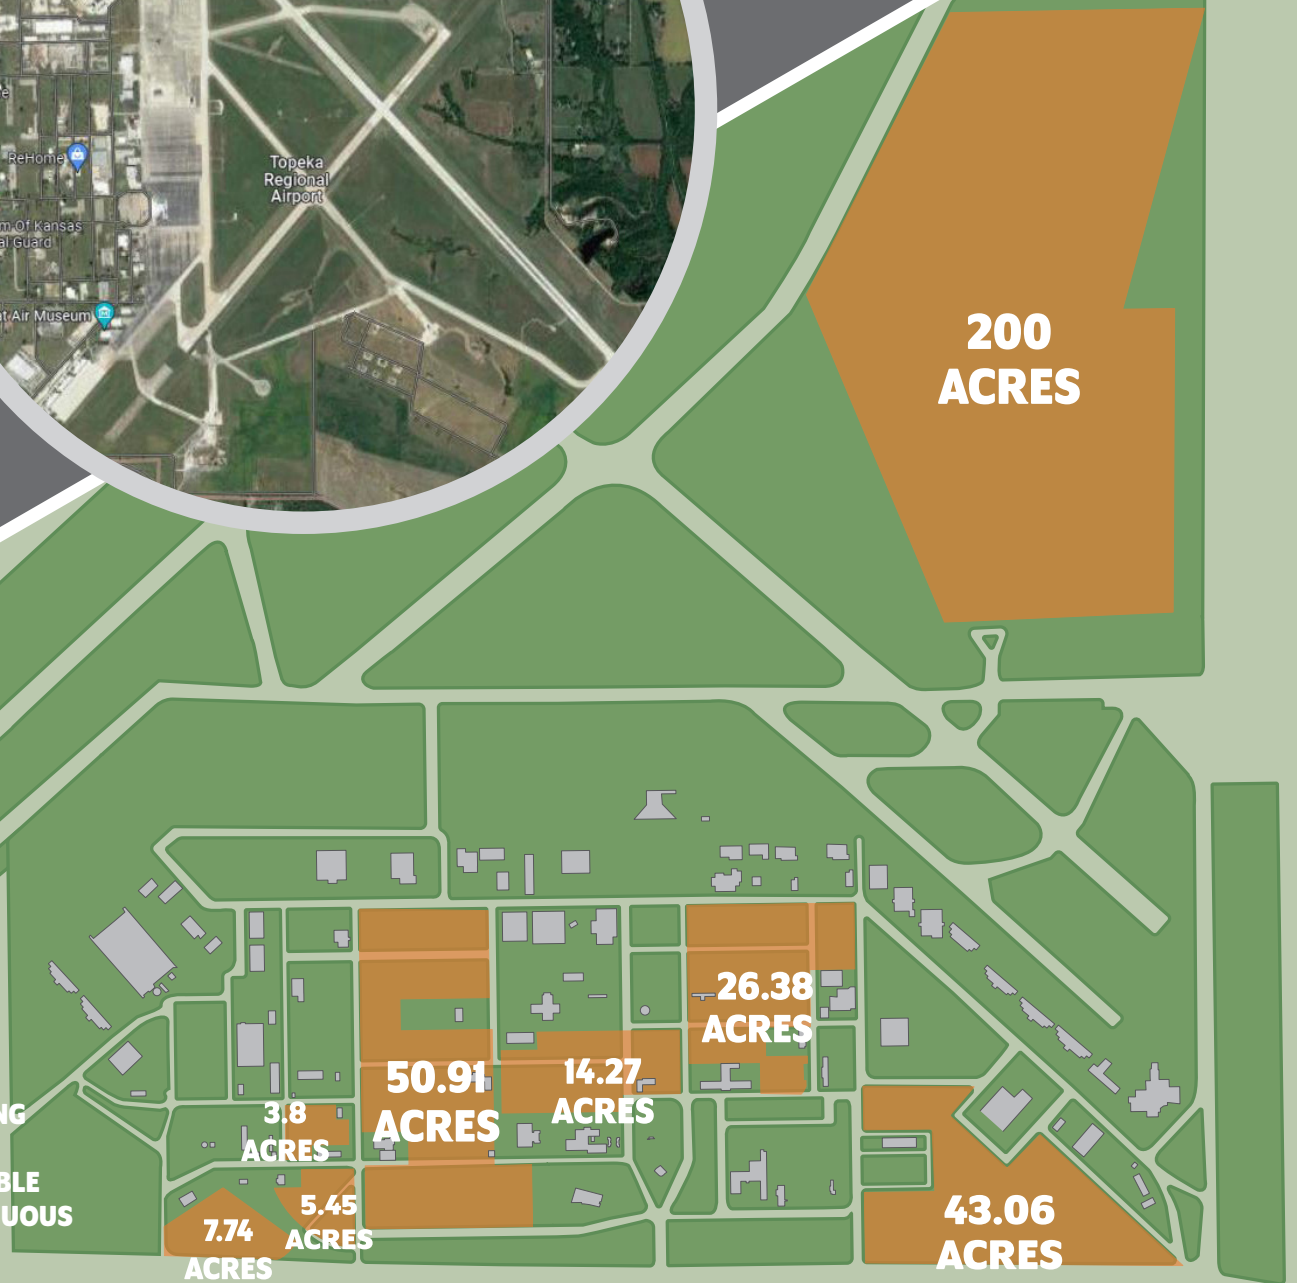 ReHome
Topeka
Regional
Airport
Of Kansas
Guard
Air Museum
200
ACRES
26.38
ACRES
50.91
ACRES
14.27
ACRES
3.8
ACRES
5.45
ACRES
7.74
ACRES
43.06
ACRES
NG
BLE
UOUS